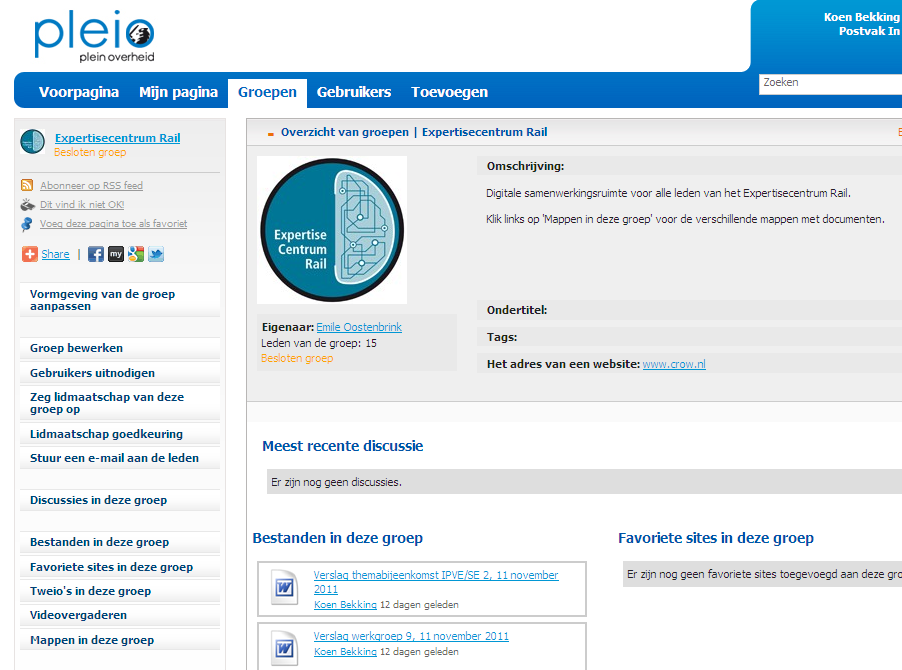 pleio
plein overheid
Koen Bekking
Postvak In
Voorpagina Mijn pagina Groepen Gebruikers Toevoegen
Zoeken
Expertisecentrum Rail
Besloten groep
Abonneer op RSS feed
Dit vind ik niet OK!
Voeg deze pagina toe als favoriet
Share | my
Vormgeving van de groep
aanpassen
Groep bewerken
Gebruikers uitnodigen
Zeg lidmaatschap van deze
groep op
Lidmaatschap goedkeuring
Stuur een e-mail aan de leden
Discussies in deze groep
Bestanden in deze groep
Favoriete sites in deze groep
Tweio's in deze groep
Videovergaderen
Mappen in deze groep
Overzicht van groepen | Expertisecentrum Rail
Expertise
Centrum
Rail
Eigenaar: Emile Oostenbrink
Leden van de groep: 15
Besloten groep
Omschrijving:
Digitale samenwerkingsruimte voor alle leden van het Expertisecentrum Rail.
Klik links op 'Mappen in deze groep' voor de verschillende mappen met documenten.
Ondertitel:
Tags:
Het adres van een website: www.crow.nl
Meest recente discussie
Er zijn nog geen discussies.
Bestanden in deze groep
Verslag themabijeenkomst IPVE/SE 2, 11 november
2011
Koen Bekking 12 dagen geleden
Verslag werkgroep 9, 11 november 2011
Koen Bekking 12 dagen geleden
Favoriete sites in deze groep
Er zijn nog geen favoriete sites toegevoegd aan deze gro